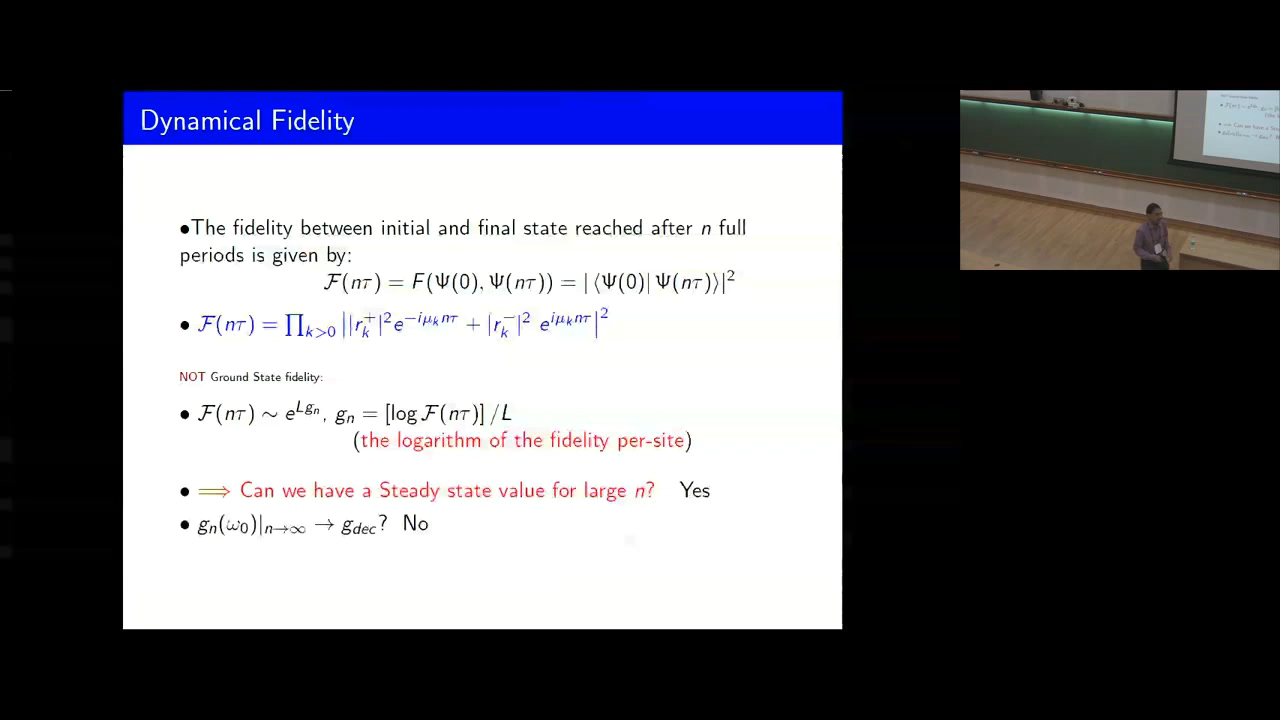 Dynamical Fidelity
•The fidelity between initial and final state reached after n full
periods is given by:
ℱ(nτ) = F(Ψ(0), Ψ(nτ)) = |⟨Ψ(0)| Ψ(nτ)⟩|²
• ℱ(nτ) = ∏_{k>0} ||r_k^+|² e^{-iμ_k nτ} + |r_k^-|² e^{iμ_k nτ}|²
NOT Ground State fidelity:
• ℱ(nτ) ∼ e^{Lg_n}, g_n = [log ℱ(nτ)] /L
(the logarithm of the fidelity per-site)
• ⟹ Can we have a Steady state value for large n? Yes
• g_n(ω_0)|_{n→∞} → g_{dec}? No